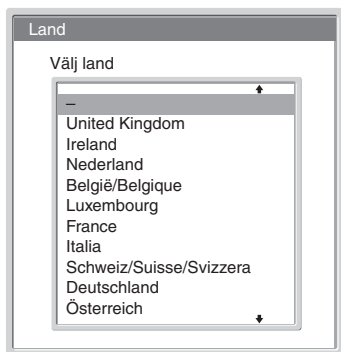 Land
Välj land
–
United Kingdom
Ireland
Nederland
België/Belgique
Luxembourg
France
Italia
Schweiz/Suisse/Svizzera
Deutschland
Österreich